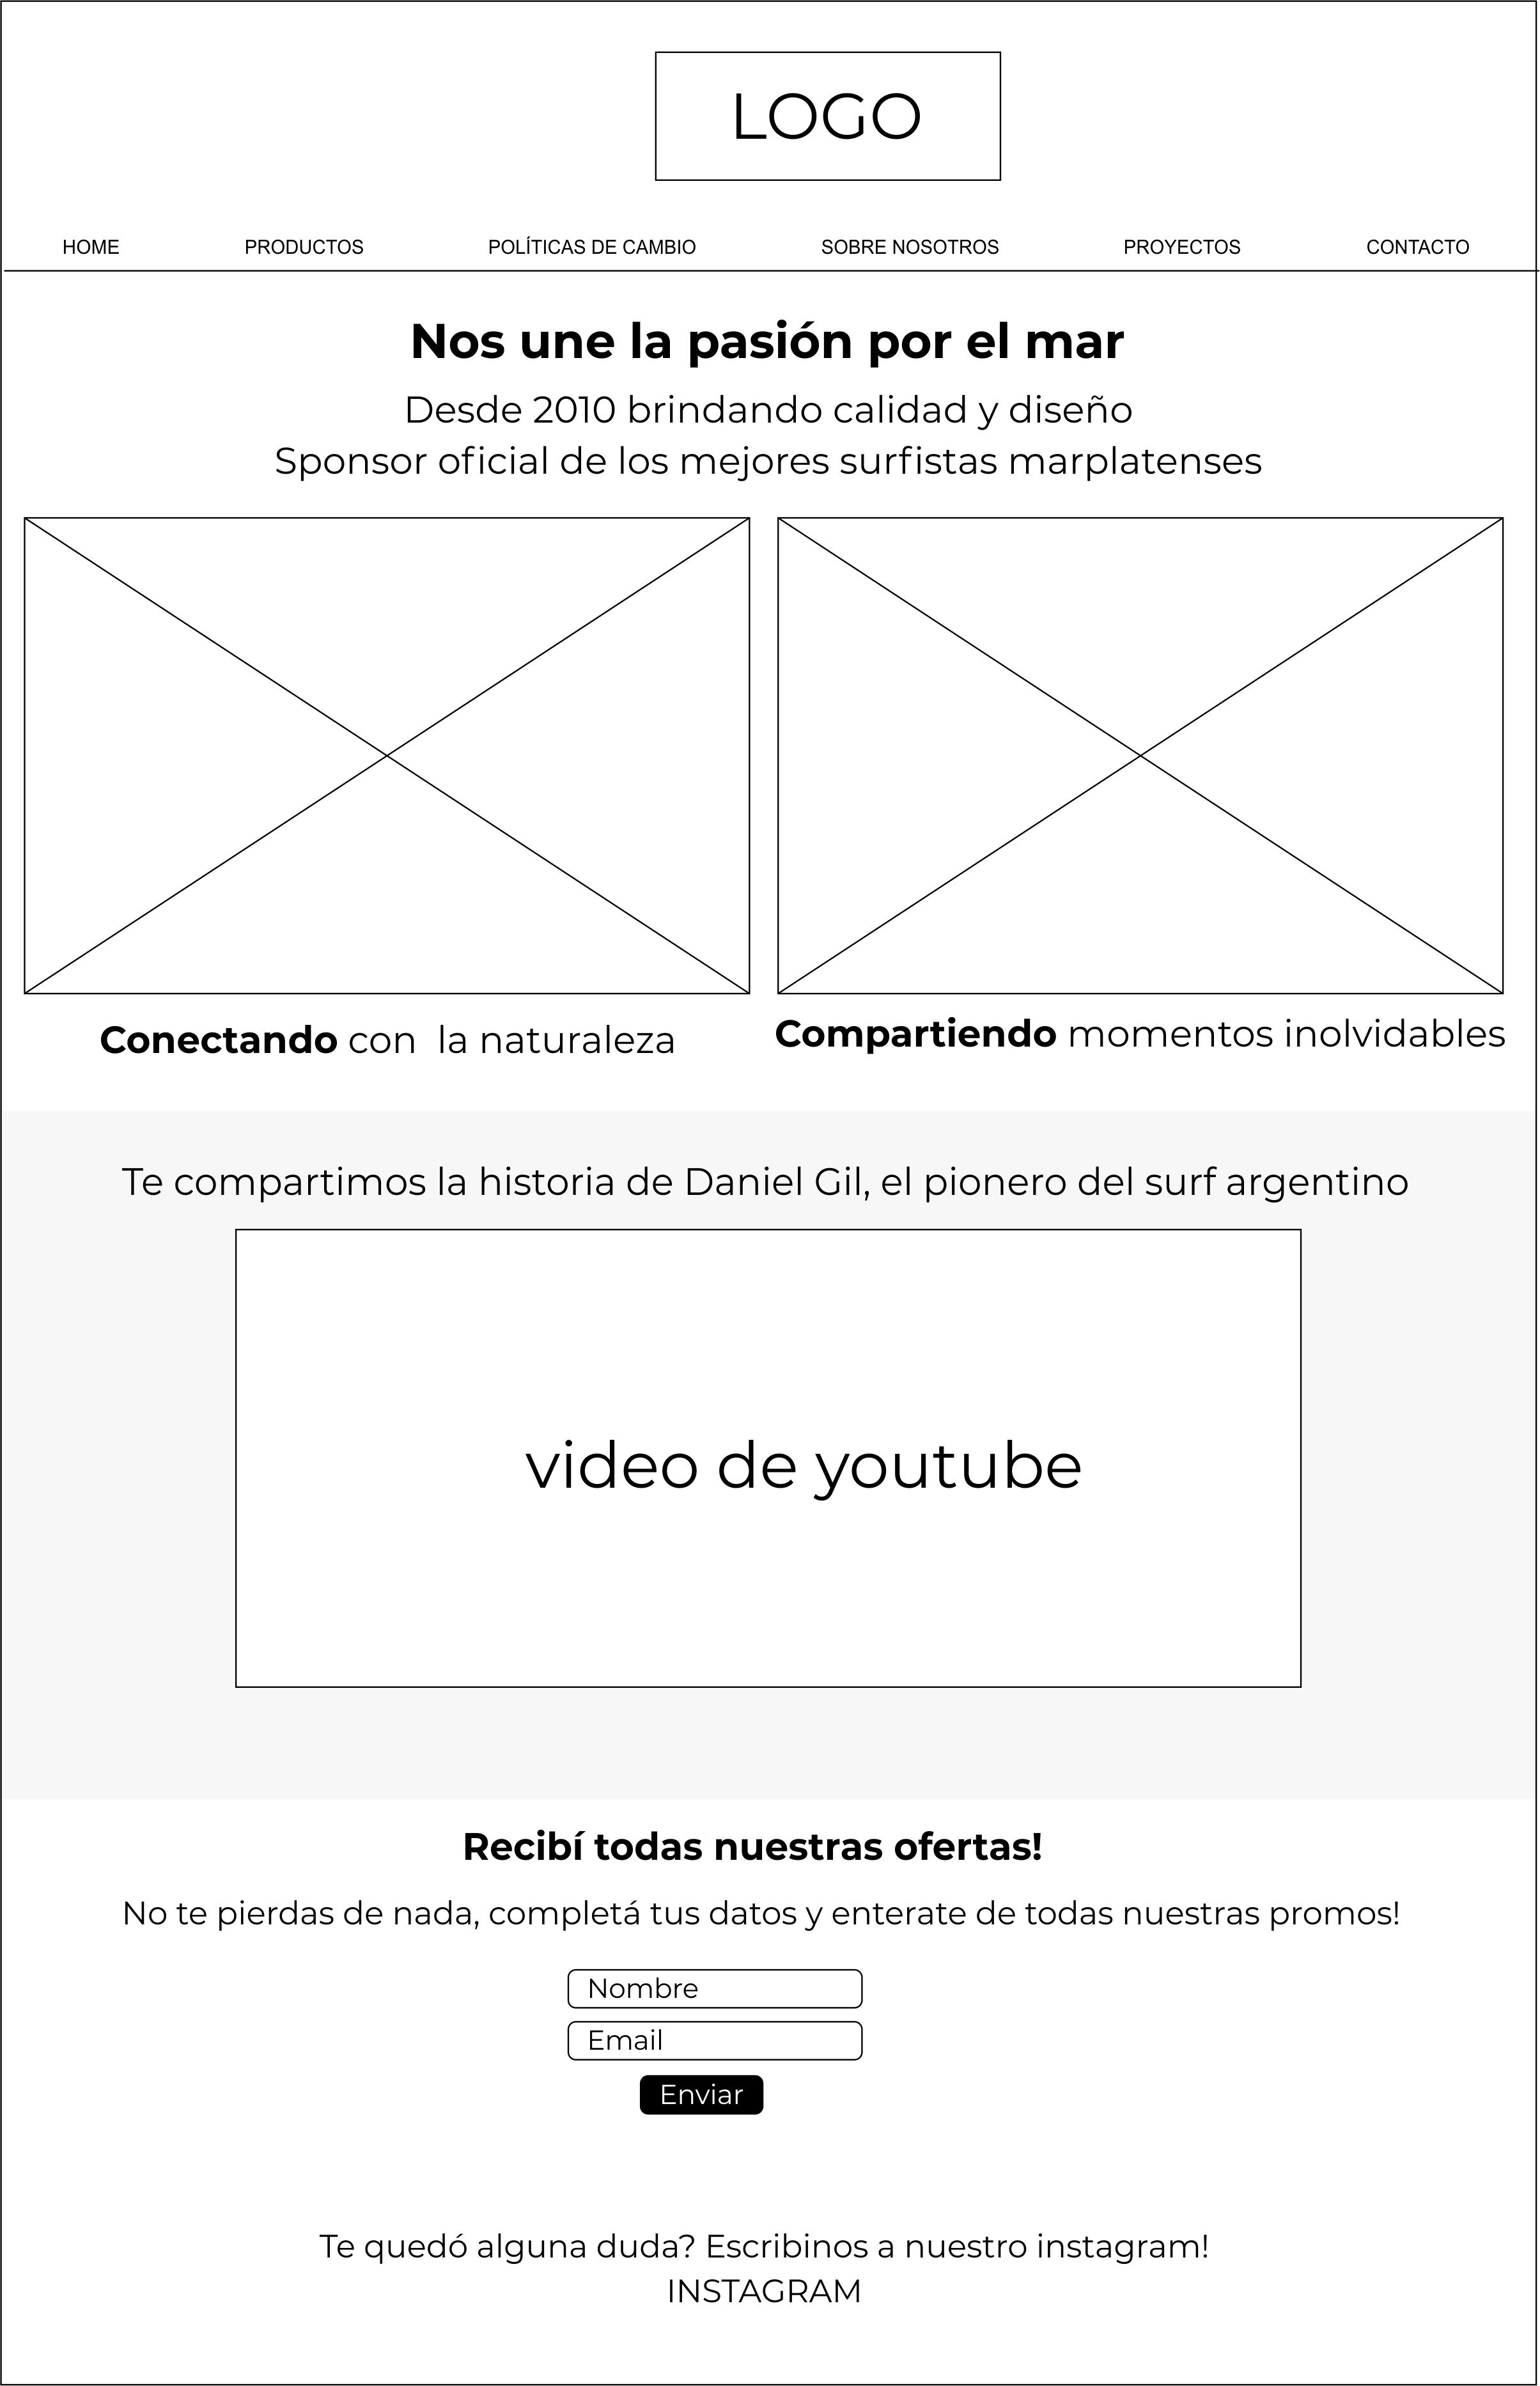 LOGO
HOME PRODUCTOS POLÍTICAS DE CAMBIO SOBRE NOSOTROS PROYECTOS CONTACTO
Nos une la pasión por el mar
Desde 2010 brindando calidad y diseño
Sponsor oficial de los mejores surfistas marplatenses
Conectando con la naturaleza
Compartiendo momentos inolvidables
Te compartimos la historia de Daniel Gil, el pionero del surf argentino
video de youtube
Recibí todas nuestras ofertas!
No te pierdas de nada, completá tus datos y enterate de todas nuestras promos!
Nombre
Email
Enviar
Te quedó alguna duda? Escribinos a nuestro instagram!
INSTAGRAM